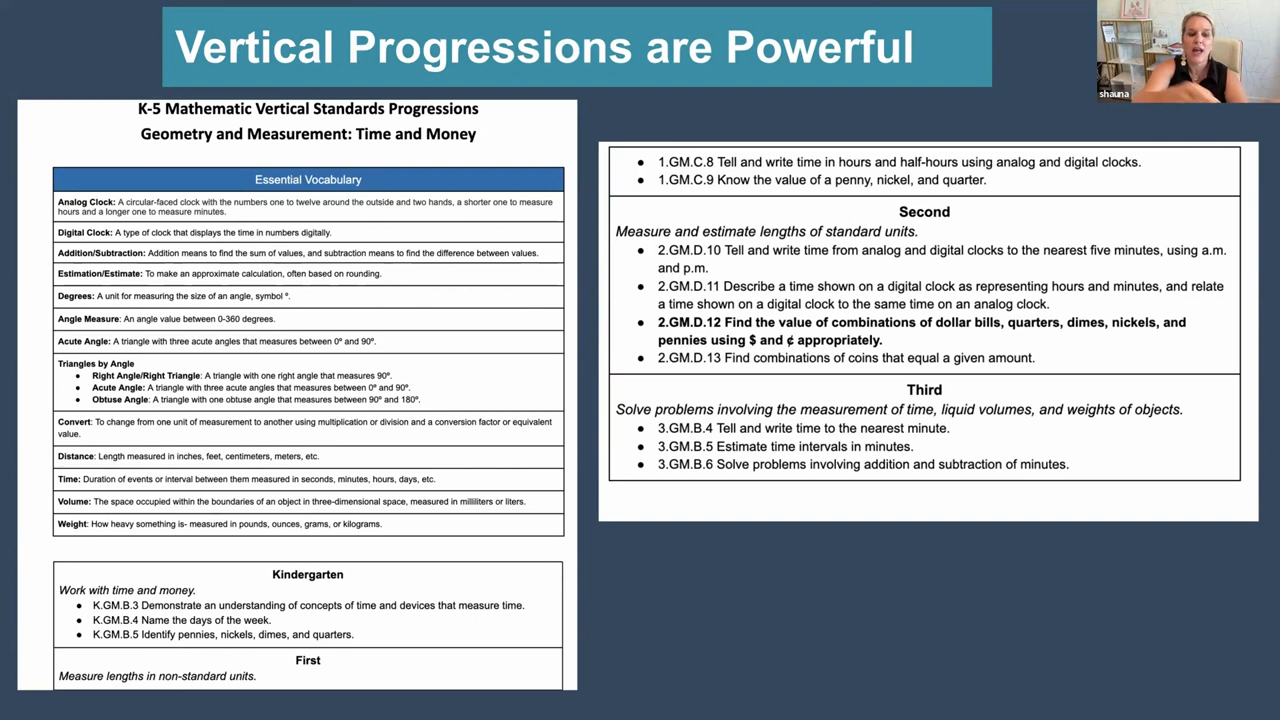 Vertical Progressions are Powerful
shauna
K-5 Mathematic Vertical Standards Progressions
Geometry and Measurement: Time and Money
Essential Vocabulary
Analog Clock: A circular-faced clock with the numbers one to twelve around the outside and two hands, a shorter one to measure
hours and a longer one to measure minutes.
Digital Clock: A type of clock that displays the time in numbers digitally.
Addition/Subtraction: Addition means to find the sum of values, and subtraction means to find the difference between values.
Estimation/Estimate: To make an approximate calculation, often based on rounding.
Degrees: A unit for measuring the size of an angle, symbol º.
Angle Measure: An angle value between 0-360 degrees.
Acute Angle: A triangle with three acute angles that measures between 0º and 90º.
Triangles by Angle
● Right Angle/Right Triangle: A triangle with one right angle that measures 90º.
● Acute Angle: A triangle with three acute angles that measures between 0º and 90º.
● Obtuse Angle: A triangle with one obtuse angle that measures between 90º and 180º.
Convert: To change from one unit of measurement to another using multiplication or division and a conversion factor or equivalent
value.
Distance: Length measured in inches, feet, centimeters, meters, etc.
Time: Duration of events or interval between them measured in seconds, minutes, hours, days, etc.
Volume: The space occupied within the boundaries of an object in three-dimensional space, measured in milliliters or liters.
Weight: How heavy something is- measured in pounds, ounces, grams, or kilograms.
Kindergarten
Work with time and money.
● K.GM.B.3 Demonstrate an understanding of concepts of time and devices that measure time.
● K.GM.B.4 Name the days of the week.
● K.GM.B.5 Identify pennies, nickels, dimes, and quarters.
First
Measure lengths in non-standard units.
● 1.GM.C.8 Tell and write time in hours and half-hours using analog and digital clocks.
● 1.GM.C.9 Know the value of a penny, nickel, and quarter.
Second
Measure and estimate lengths of standard units.
● 2.GM.D.10 Tell and write time from analog and digital clocks to the nearest five minutes, using a.m.
and p.m.
● 2.GM.D.11 Describe a time shown on a digital clock as representing hours and minutes, and relate
a time shown on a digital clock to the same time on an analog clock.
● 2.GM.D.12 Find the value of combinations of dollar bills, quarters, dimes, nickels, and
pennies using $ and ¢ appropriately.
● 2.GM.D.13 Find combinations of coins that equal a given amount.
Third
Solve problems involving the measurement of time, liquid volumes, and weights of objects.
● 3.GM.B.4 Tell and write time to the nearest minute.
● 3.GM.B.5 Estimate time intervals in minutes.
● 3.GM.B.6 Solve problems involving addition and subtraction of minutes.